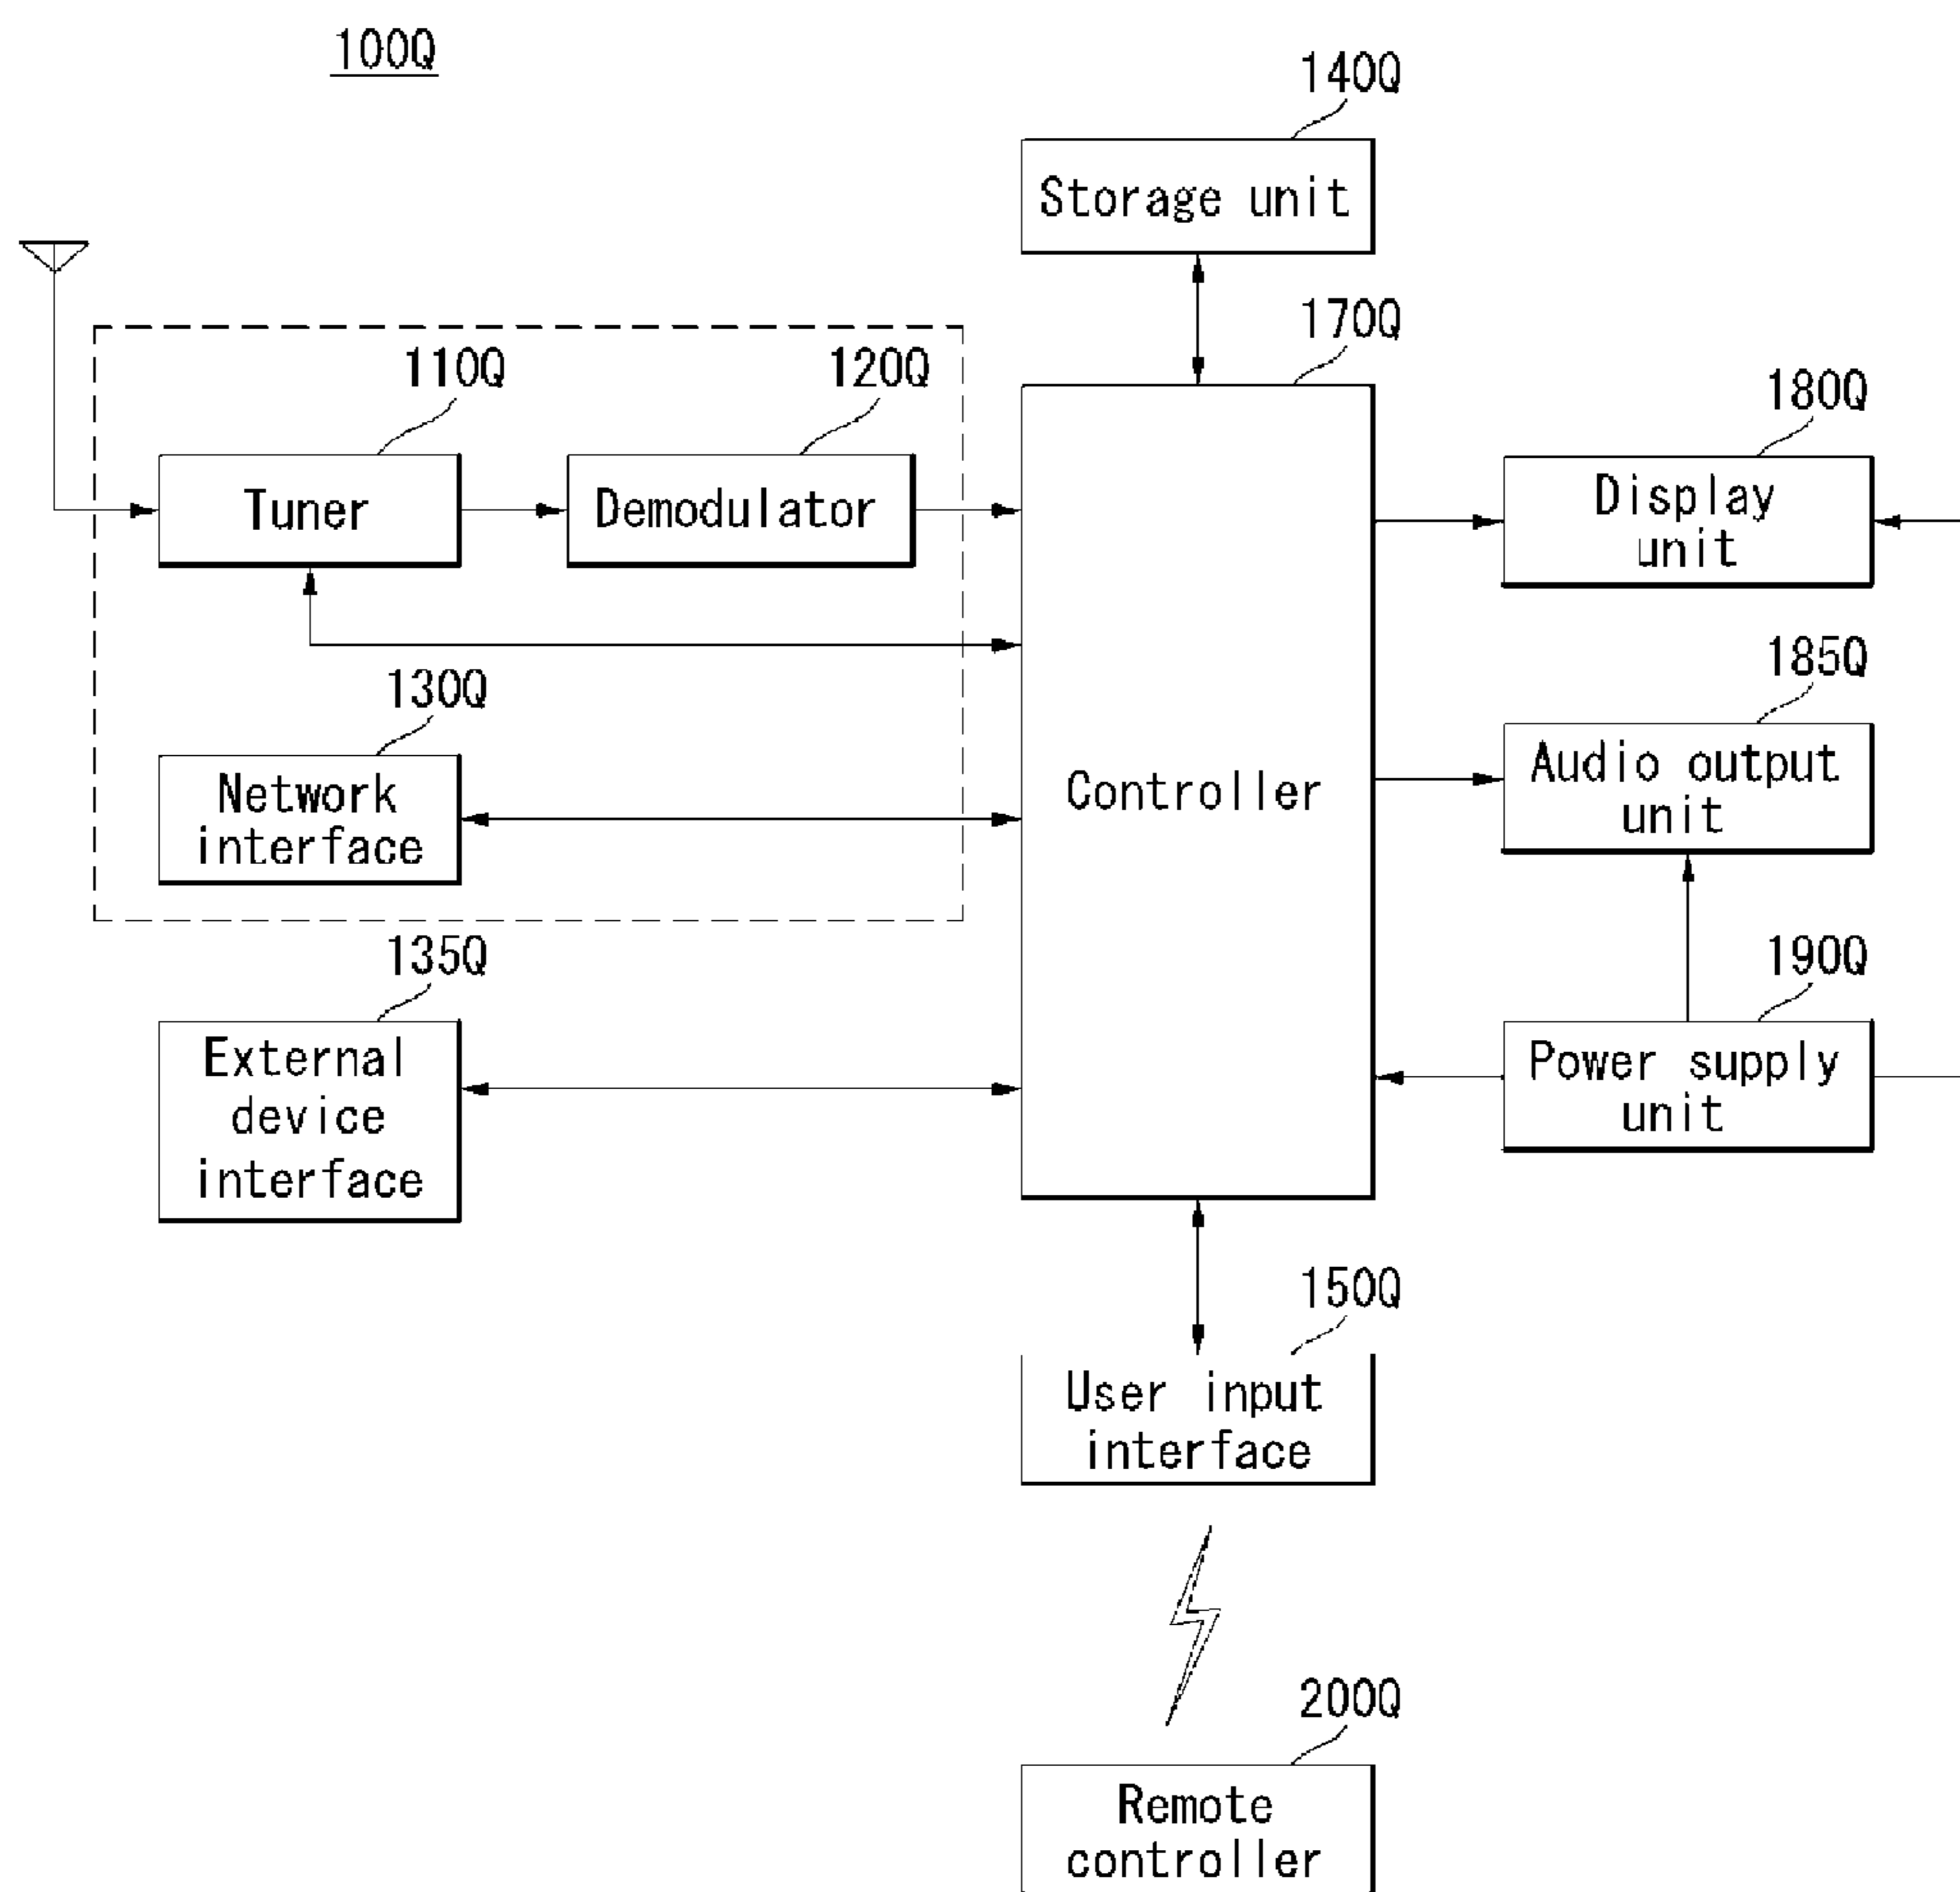 100Q
140Q
Storage unit
170Q
110Q
120Q
180Q
Tuner
Demodulator
Display
unit
130Q
185Q
Network
interface
Controller
Audio output
unit
135Q
190Q
External
device
interface
Power supply
unit
150Q
User input
interface
200Q
Remote
controller